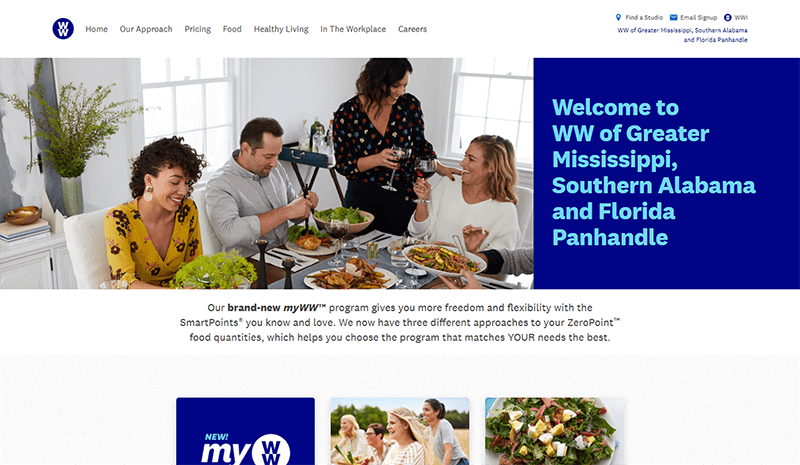 WW
Home
Our Approach
Pricing
Food
Healthy Living
In The Workplace
Careers
Find a Studio
Email Signup
WWI
WW of Greater Mississippi, Southern Alabama
and Florida Panhandle
Welcome to
WW of Greater
Mississippi,
Southern Alabama
and Florida
Panhandle
Our brand-new myWW™ program gives you more freedom and flexibility with the
SmartPoints® you know and love. We now have three different approaches to your ZeroPoint™
food quantities, which helps you choose the program that matches YOUR needs the best.
NEW!
my WW